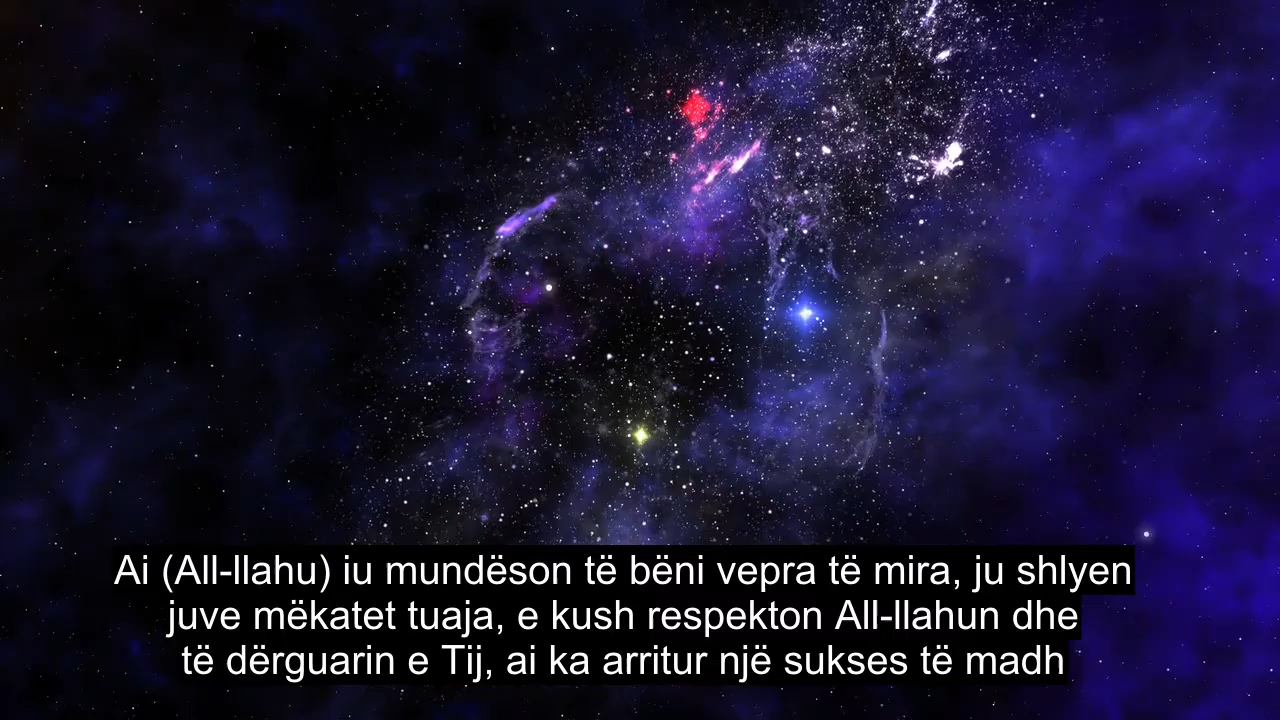 Ai (All-llahu) iu mundëson të bëni vepra të mira, ju shlyen
juve mëkatet tuaja, e kush respekton All-llahun dhe
të dërguarin e Tij, ai ka arritur një sukses të madh